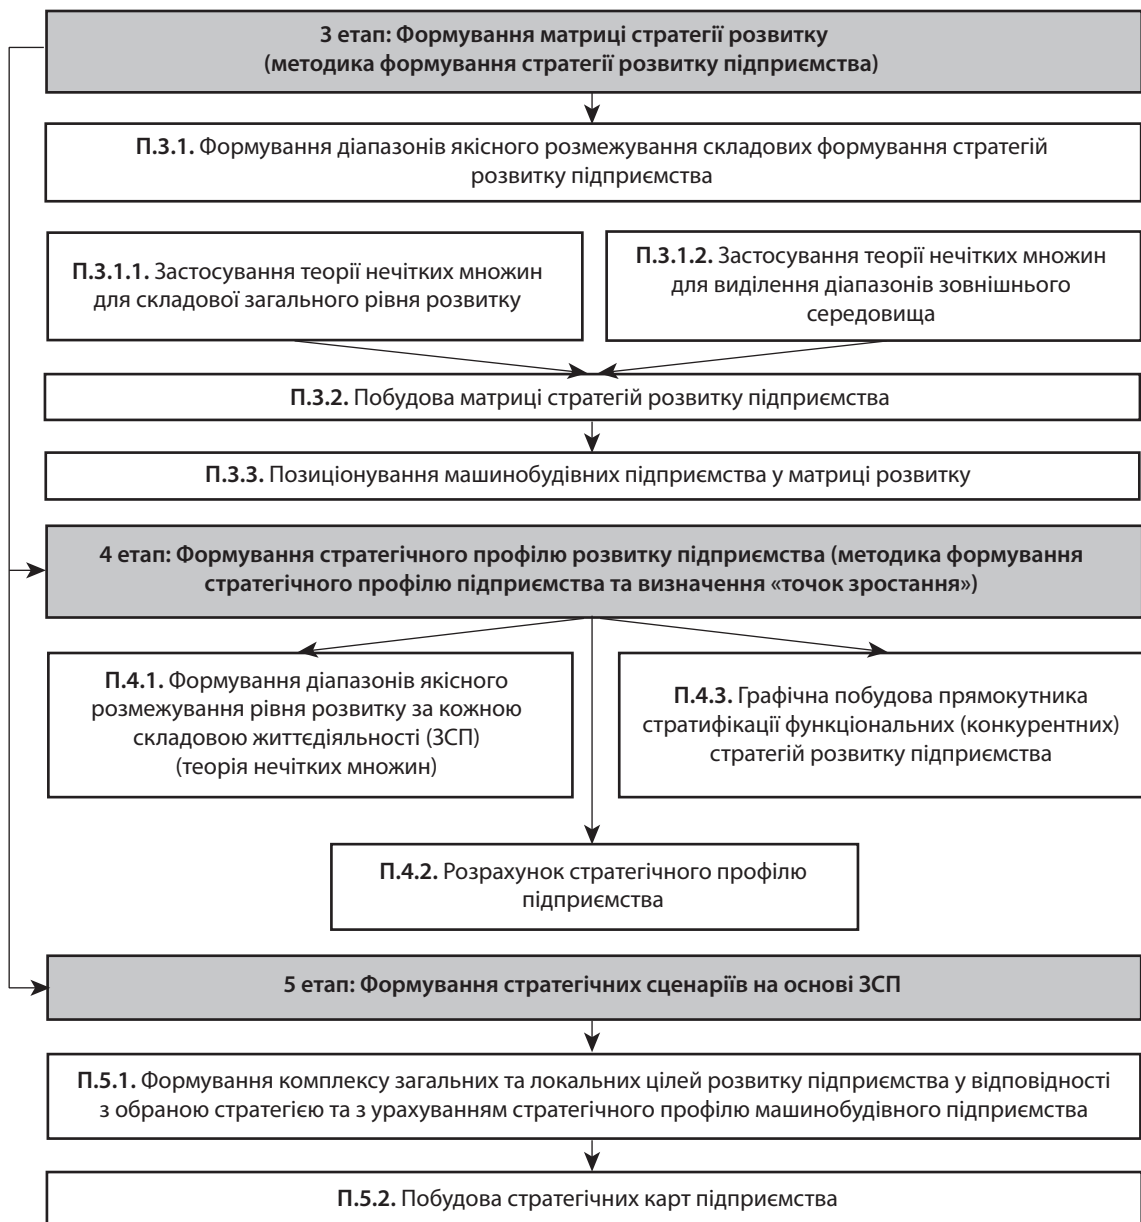 3 етап: Формування матриці стратегії розвитку
(методика формування стратегії розвитку підприємства)
П.3.1. Формування діапазонів якісного розмежування складових формування стратегій
розвитку підприємства
П.3.1.1. Застосування теорії нечітких множин
для складової загального рівня розвитку
П.3.1.2. Застосування теорії нечітких множин
для виділення діапазонів зовнішнього
середовища
П.3.2. Побудова матриці стратегій розвитку підприємства
П.3.3. Позиціонування машинобудівних підприємства у матриці розвитку
4 етап: Формування стратегічного профілю розвитку підприємства (методика формування
стратегічного профілю підприємства та визначення «точок зростання»)
П.4.1. Формування діапазонів якісного
розмежування рівня розвитку за кожною
складовою життєдіяльності (ЗСП)
(теорія нечітких множин)
П.4.3. Графічна побудова прямокутника
стратифікації функціональних (конкурентних)
стратегій розвитку підприємства
П.4.2. Розрахунок стратегічного профілю
підприємства
5 етап: Формування стратегічних сценаріїв на основі ЗСП
П.5.1. Формування комплексу загальних та локальних цілей розвитку підприємства у відповідності
з обраною стратегією та з урахуванням стратегічного профілю машинобудівного підприємства
П.5.2. Побудова стратегічних карт підприємства